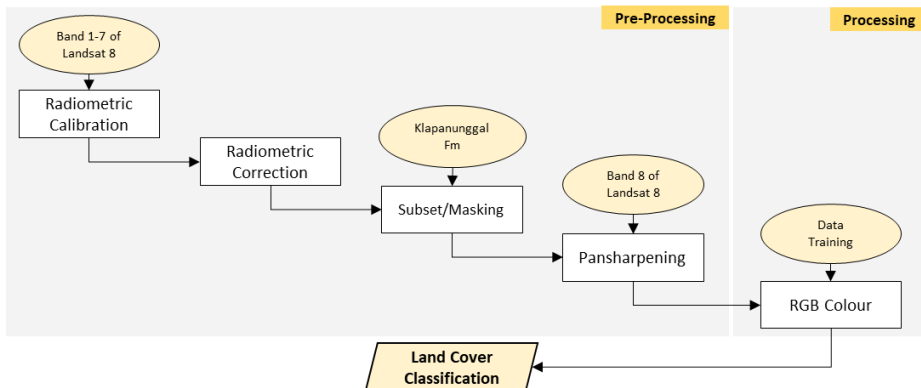 Pre-Processing
Processing
Band 1-7 of
Landsat 8
Radiometric
Calibration
Radiometric
Correction
Klapanunggal
Fm
Subset/Masking
Band 8 of
Landsat 8
Pansharpening
Data
Training
RGB Colour
Land Cover
Classification